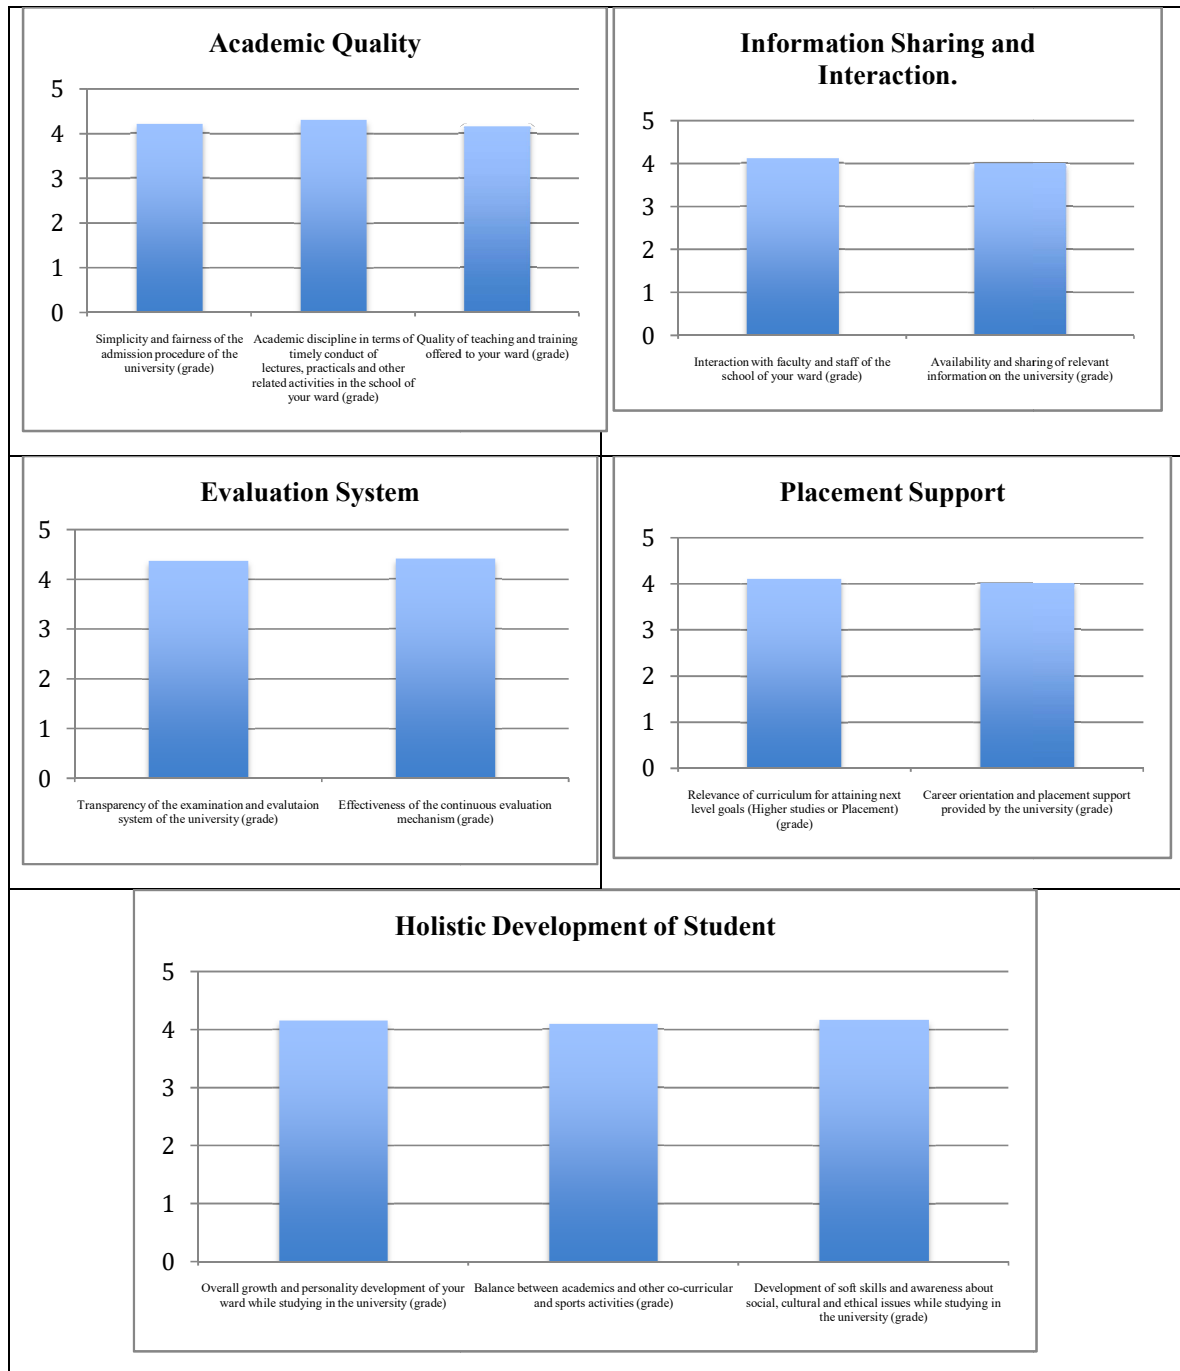 Academic Quality
5
4
3
2
1
0
Simplicity and fairness of the
admission procedure of the
university (grade)
Academic discipline in terms of
timely conduct of
lectures, practicals and other
related activities in the school of
your ward (grade)
Quality of teaching and training
offered to your ward (grade)
Information Sharing and
Interaction.
5
4
3
2
1
0
Interaction with faculty and staff of the
school of your ward (grade)
Availability and sharing of relevant
information on the university (grade)
Evaluation System
5
4
3
2
1
0
Transparency of the examination and evalutaion
system of the university (grade)
Effectiveness of the continuous evaluation
mechanism (grade)
Placement Support
5
4
3
2
1
0
Relevance of curriculum for attaining next
level goals (Higher studies or Placement)
(grade)
Career orientation and placement support
provided by the university (grade)
Holistic Development of Student
5
4
3
2
1
0
Overall growth and personality development of your
ward while studying in the university (grade)
Balance between academics and other co-curricular
and sports activities (grade)
Development of soft skills and awareness about
social, cultural and ethical issues while studying in
the university (grade)